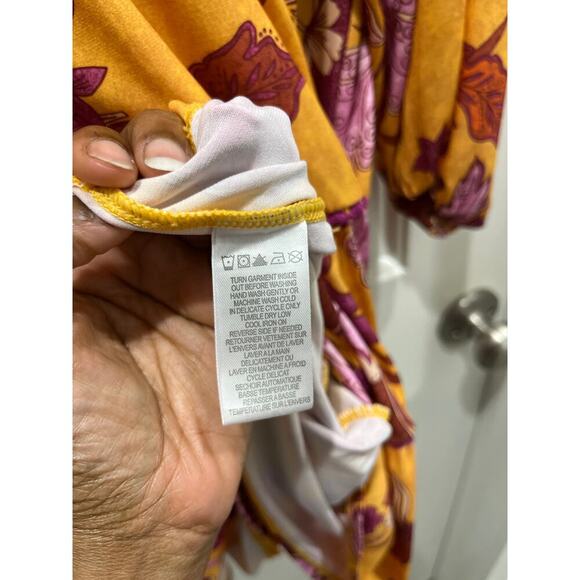 TURN GARMENT INSIDE
OUT BEFORE WASHING
HAND WASH GENTLY OR
MACHINE WASH COLD
IN DELICATE CYCLE ONLY
TUMBLE DRY LOW
COOL IRON ON
REVERSE SIDE IF NEEDED
RETOURNER VETEMENT SUR
L'ENVERS AVANT DE LAVER
LAVER A LA MAIN
DELICATEMENT OU
LAVER EN MACHINE A FROID
CYCLE DELICAT
SECHOIR AUTOMATIQUE
BASSE TEMPERATURE
REPASSER A BASSE
TEMPERATURE SUR L'ENVERS